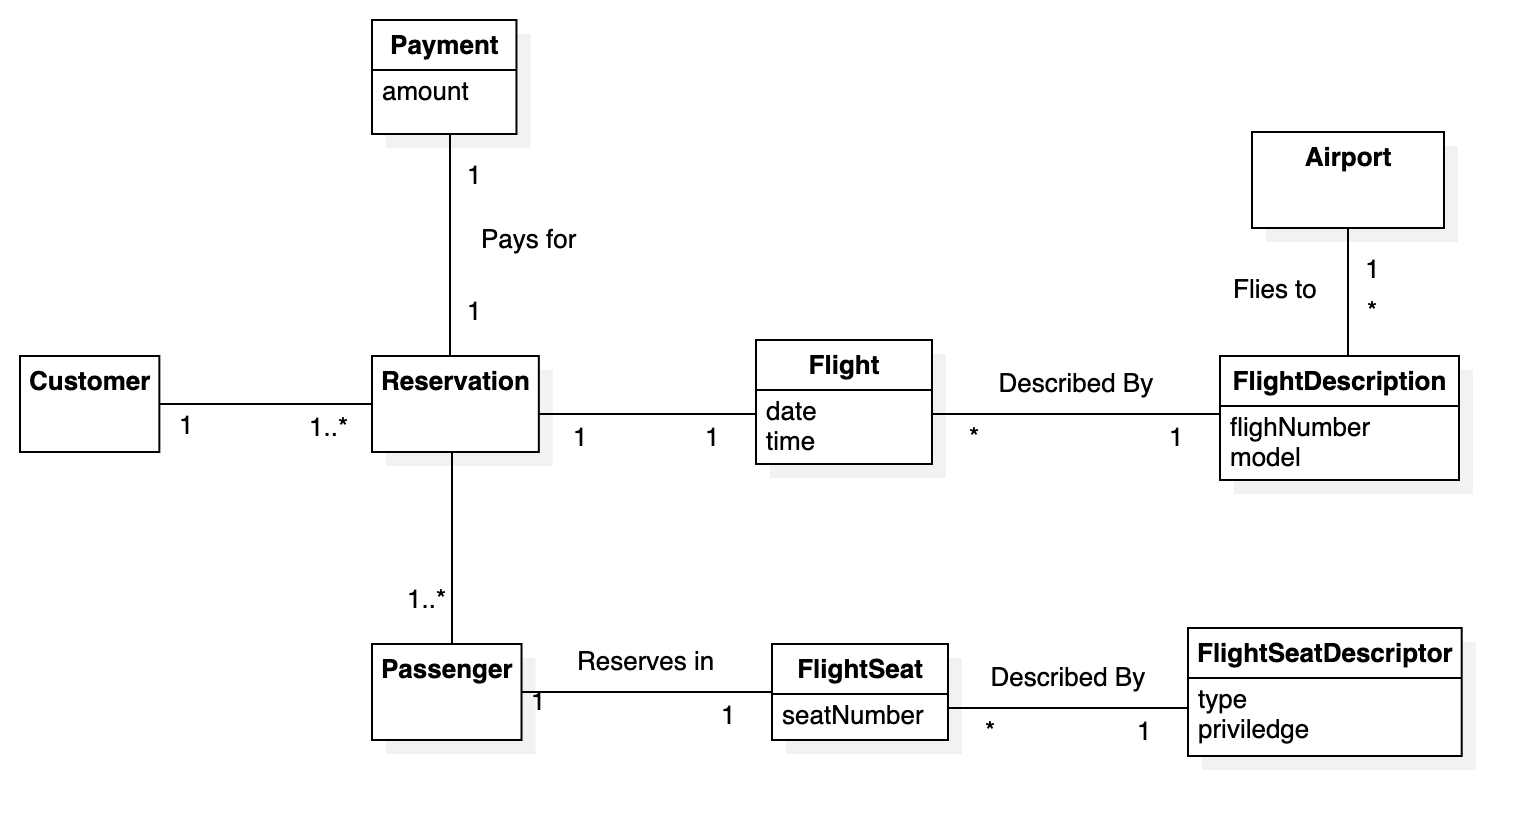 Payment
amount
1
Pays for
1
Airport
1
Flies to
*
Customer
1
1..*
Reservation
1
1
Flight
date
time
Described By
*
1
FlightDescription
flighNumber
model
1..*
Passenger
1
Reserves in
1
FlightSeat
seatNumber
Described By
*
1
FlightSeatDescriptor
type
priviledge